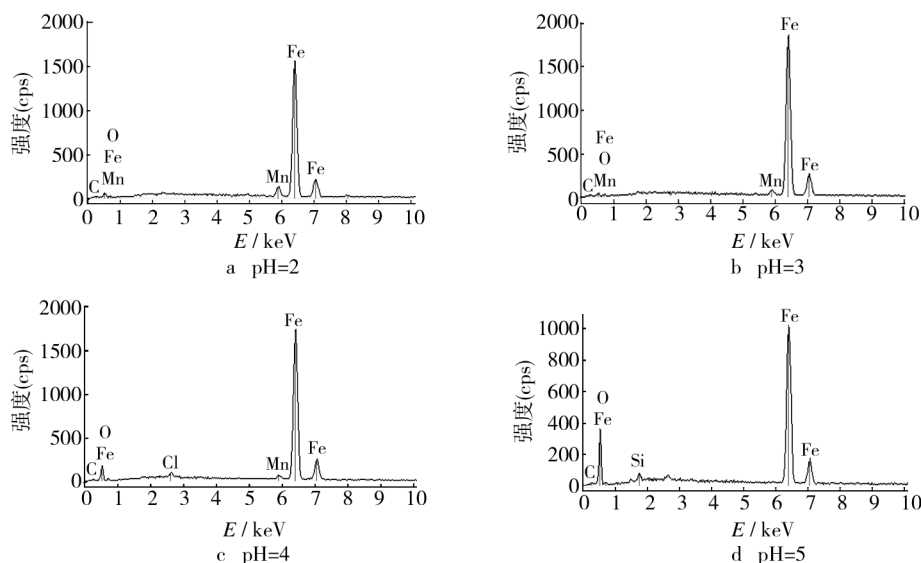 2000
1500
1000
500
0
强度(cps)
Fe
O
Fe
C Mn
Mn
Fe
0 1 2 3 4 5 6 7 8 9 10
E / keV
a pH=2
2000
1500
1000
500
0
强度(cps)
Fe
Fe
O
C Mn
Mn
Fe
0 1 2 3 4 5 6 7 8 9 10
E / keV
b pH=3
2000
1500
1000
500
0
强度(cps)
Fe
O
Fe
C
Cl
Mn
Fe
0 1 2 3 4 5 6 7 8 9 10
E / keV
c pH=4
1000
800
600
400
200
0
强度(cps)
Fe
O
Fe
C
Si
Fe
0 1 2 3 4 5 6 7 8 9 10
E / keV
d pH=5